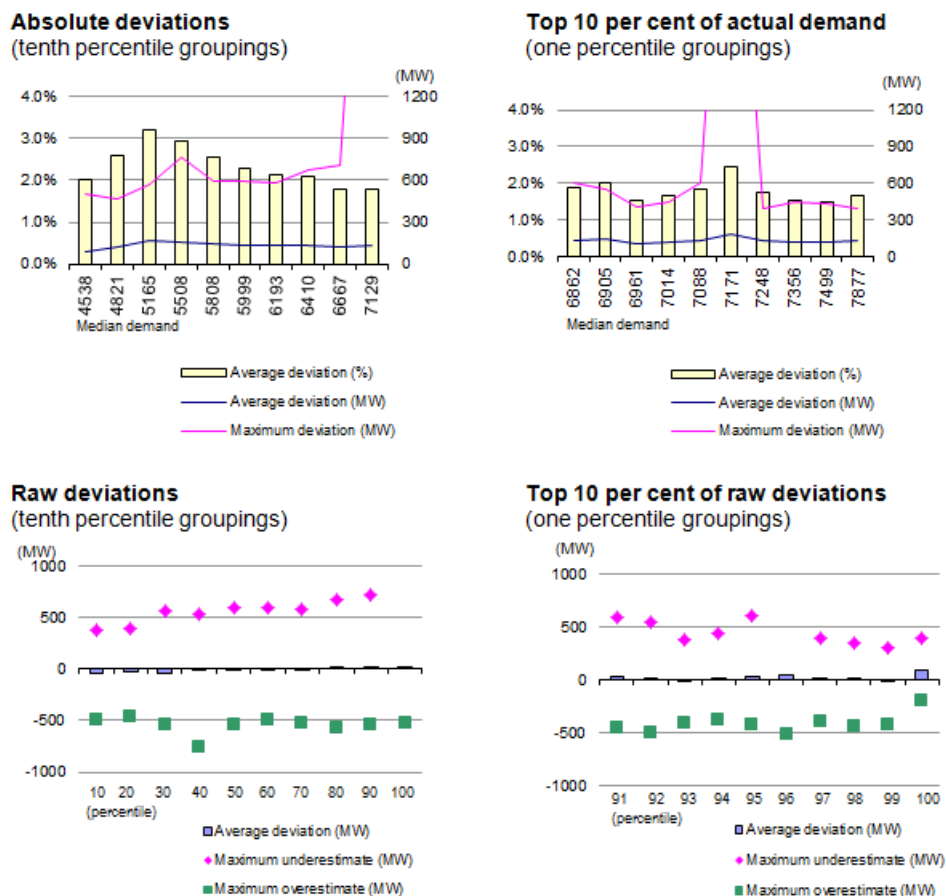 Absolute deviations
(tenth percentile groupings)
(MW)
4.0%
3.0%
2.0%
1.0%
0.0%
1200
900
600
300
0
4538
4821
5165
5508
5808
5999
6193
6410
6667
7129
Median demand
Average deviation (%)
Average deviation (MW)
Maximum deviation (MW)
Top 10 per cent of actual demand
(one percentile groupings)
(MW)
4.0%
3.0%
2.0%
1.0%
0.0%
1200
900
600
300
0
6862
6905
6961
7014
7088
7171
7248
7356
7499
7877
Median demand
Average deviation (%)
Average deviation (MW)
Maximum deviation (MW)
Raw deviations
(tenth percentile groupings)
(MW)
1000
500
0
-500
-1000
10 20 30 40 50 60 70 80 90 100
(percentile)
Average deviation (MW)
Maximum underestimate (MW)
Maximum overestimate (MW)
Top 10 per cent of raw deviations
(one percentile groupings)
(MW)
1000
500
0
-500
-1000
91 92 93 94 95 96 97 98 99 100
(percentile)
Average deviation (MW)
Maximum underestimate (MW)
Maximum overestimate (MW)